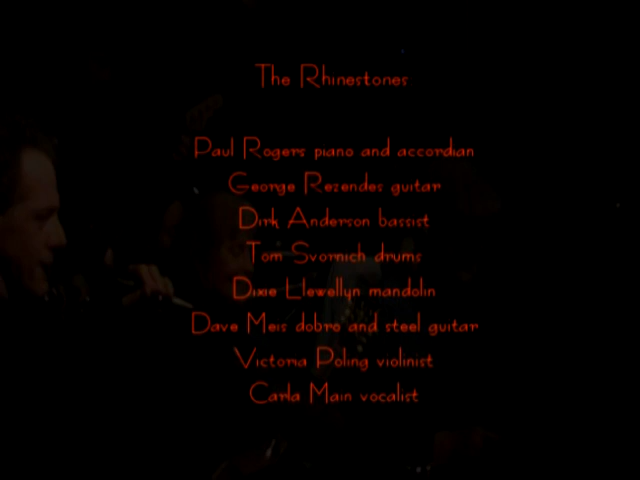 The Rhinestones
Paul Rogers piano and accordian
George Rezendes guitar
Dirk Anderson bassist
Tom Svornich drums
Dixie Llewellyn mandolin
Dave Meis dobro and steel guitar
Victoria Poling violinist
Carla Main vocalist